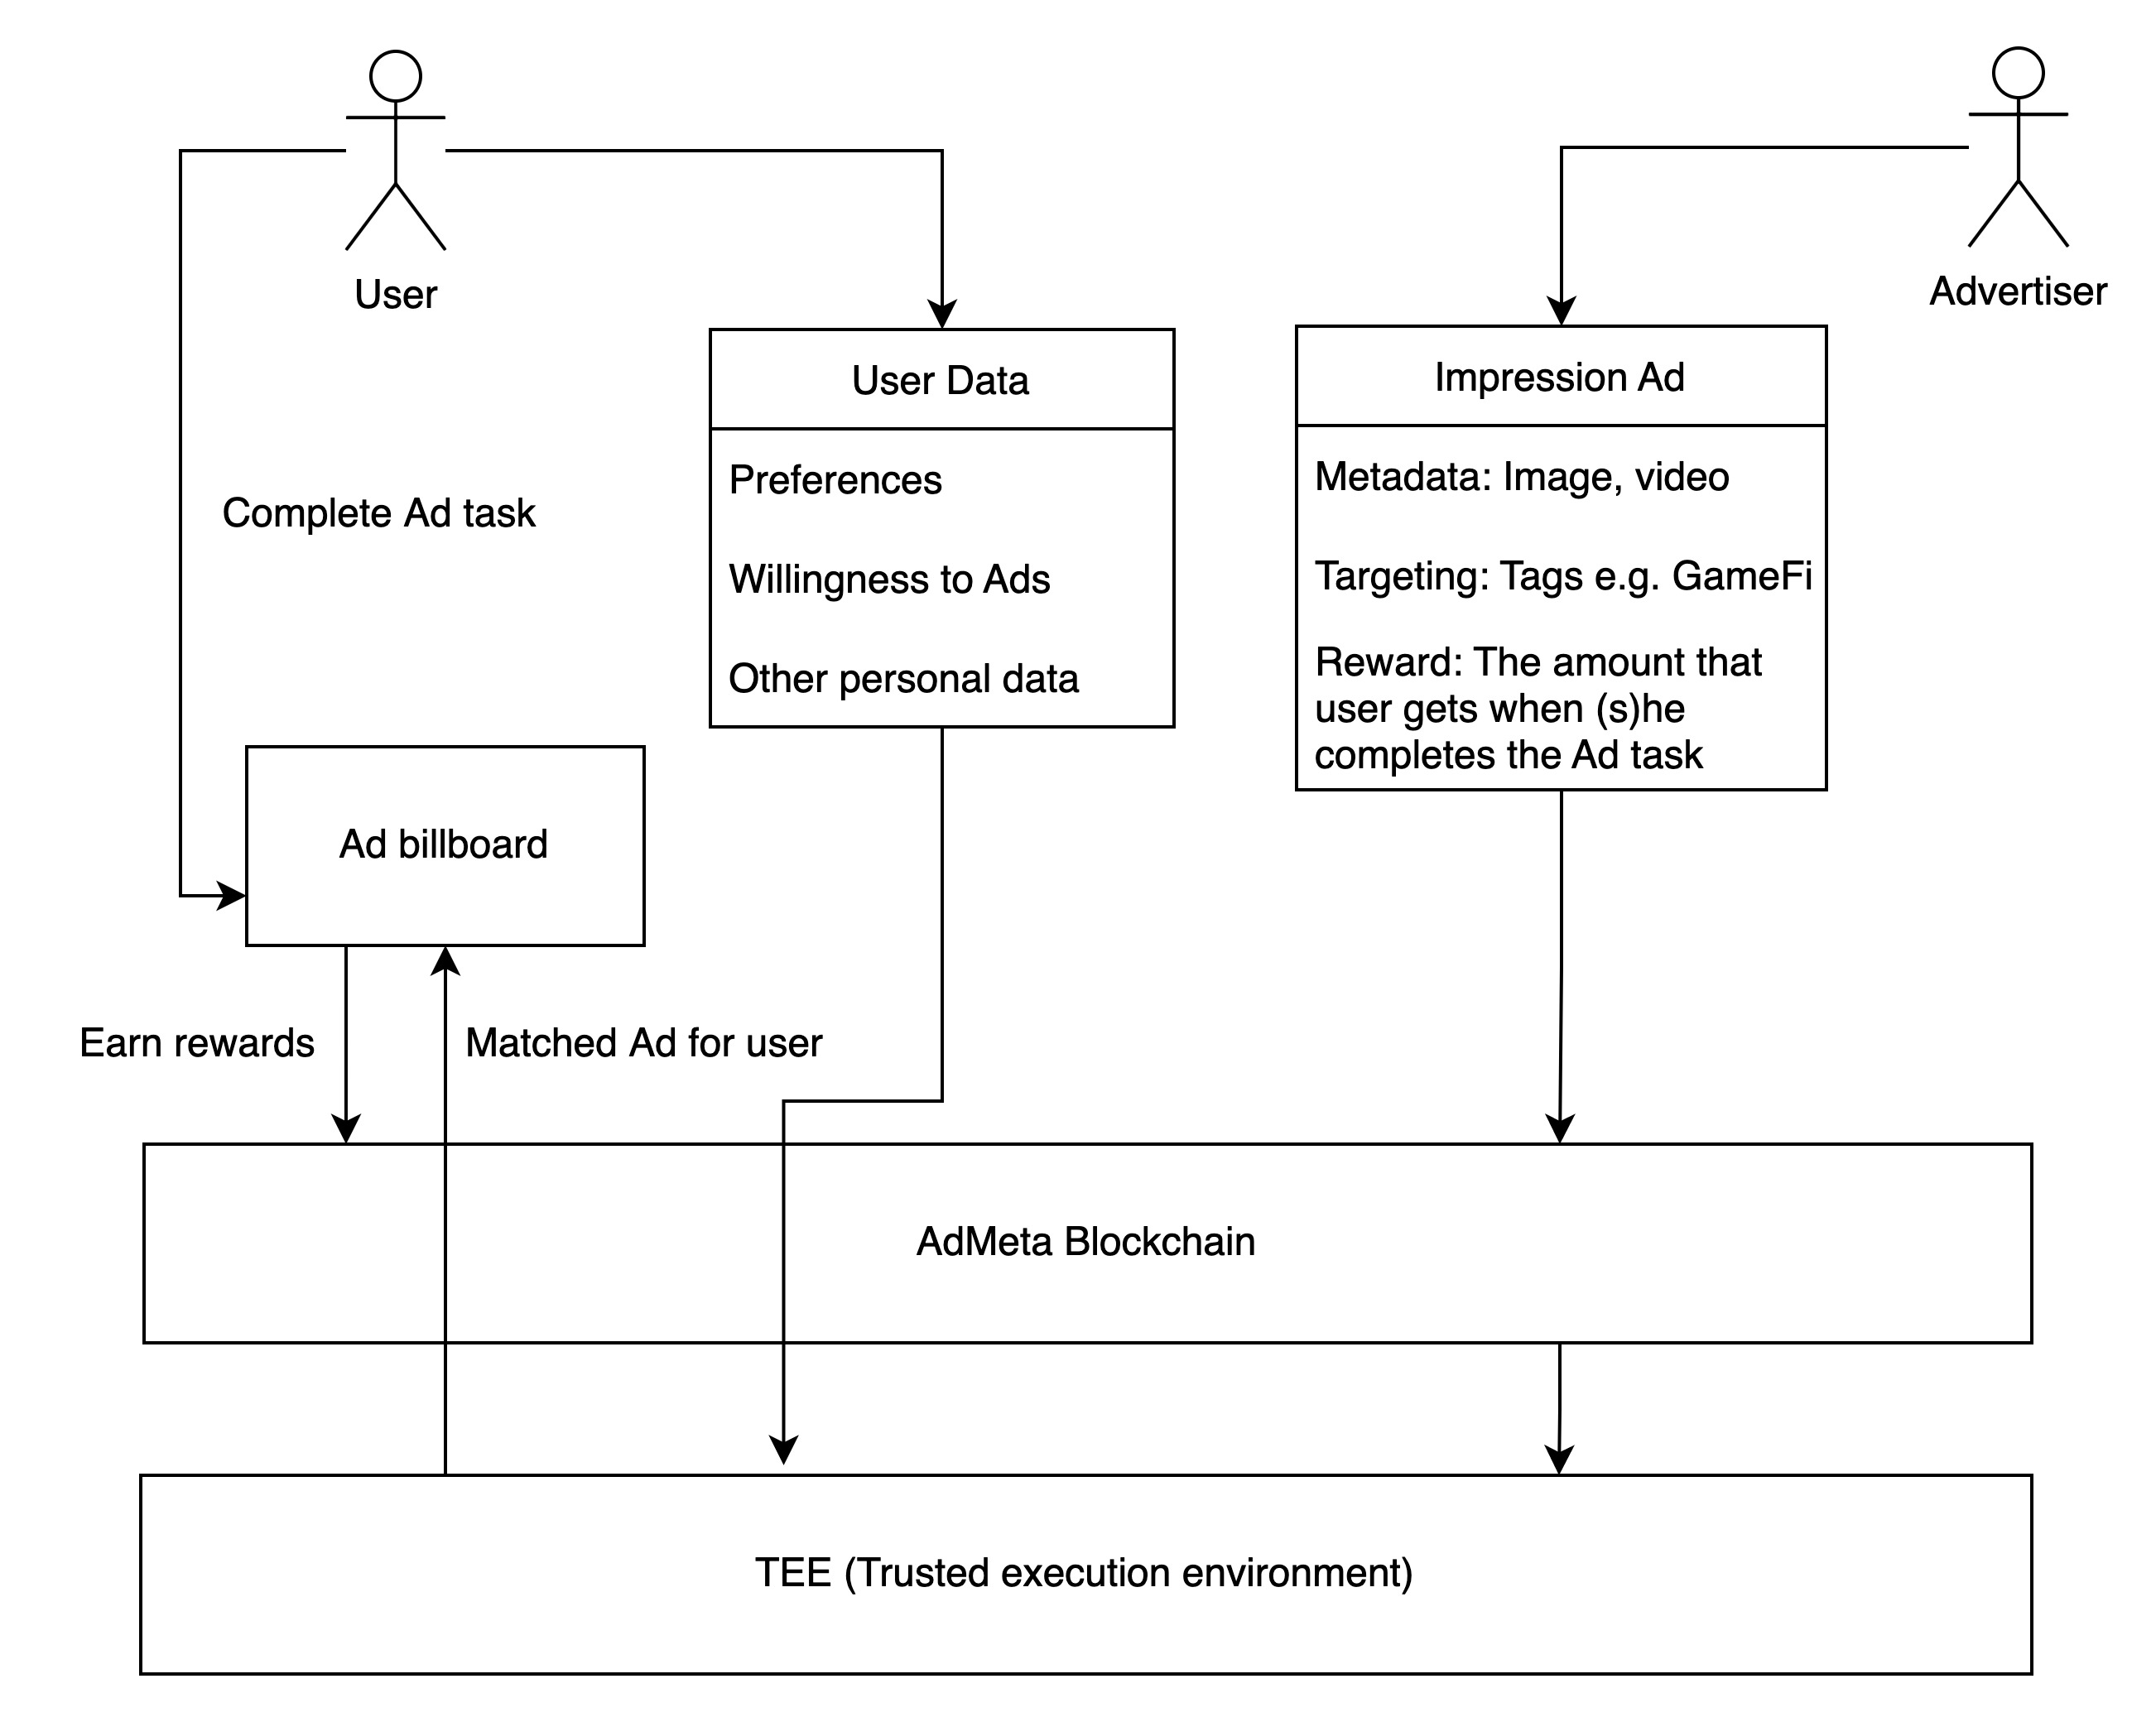 User
Advertiser
User Data
Preferences
Willingness to Ads
Other personal data
Impression Ad
Metadata: Image, video
Targeting: Tags e.g. GameFi
Reward: The amount that
user gets when (s)he
completes the Ad task
Complete Ad task
Ad billboard
Earn rewards
Matched Ad for user
AdMeta Blockchain
TEE (Trusted execution environment)